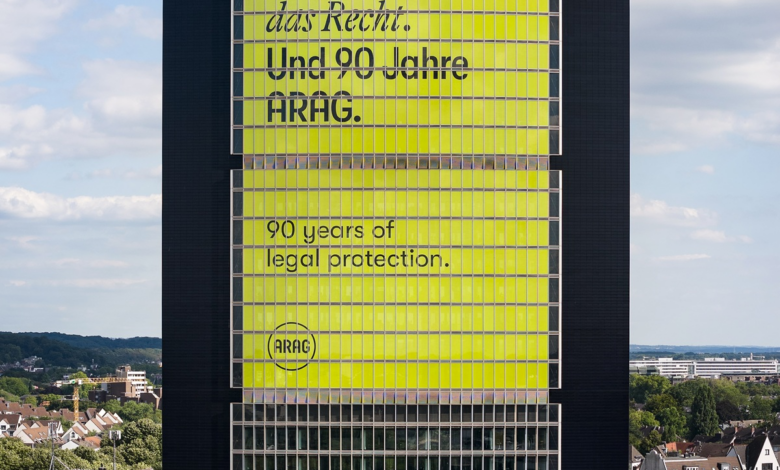 das Recht.
Und 90 Jahre
ARAG.
90 years of
legal protection.
ARAG